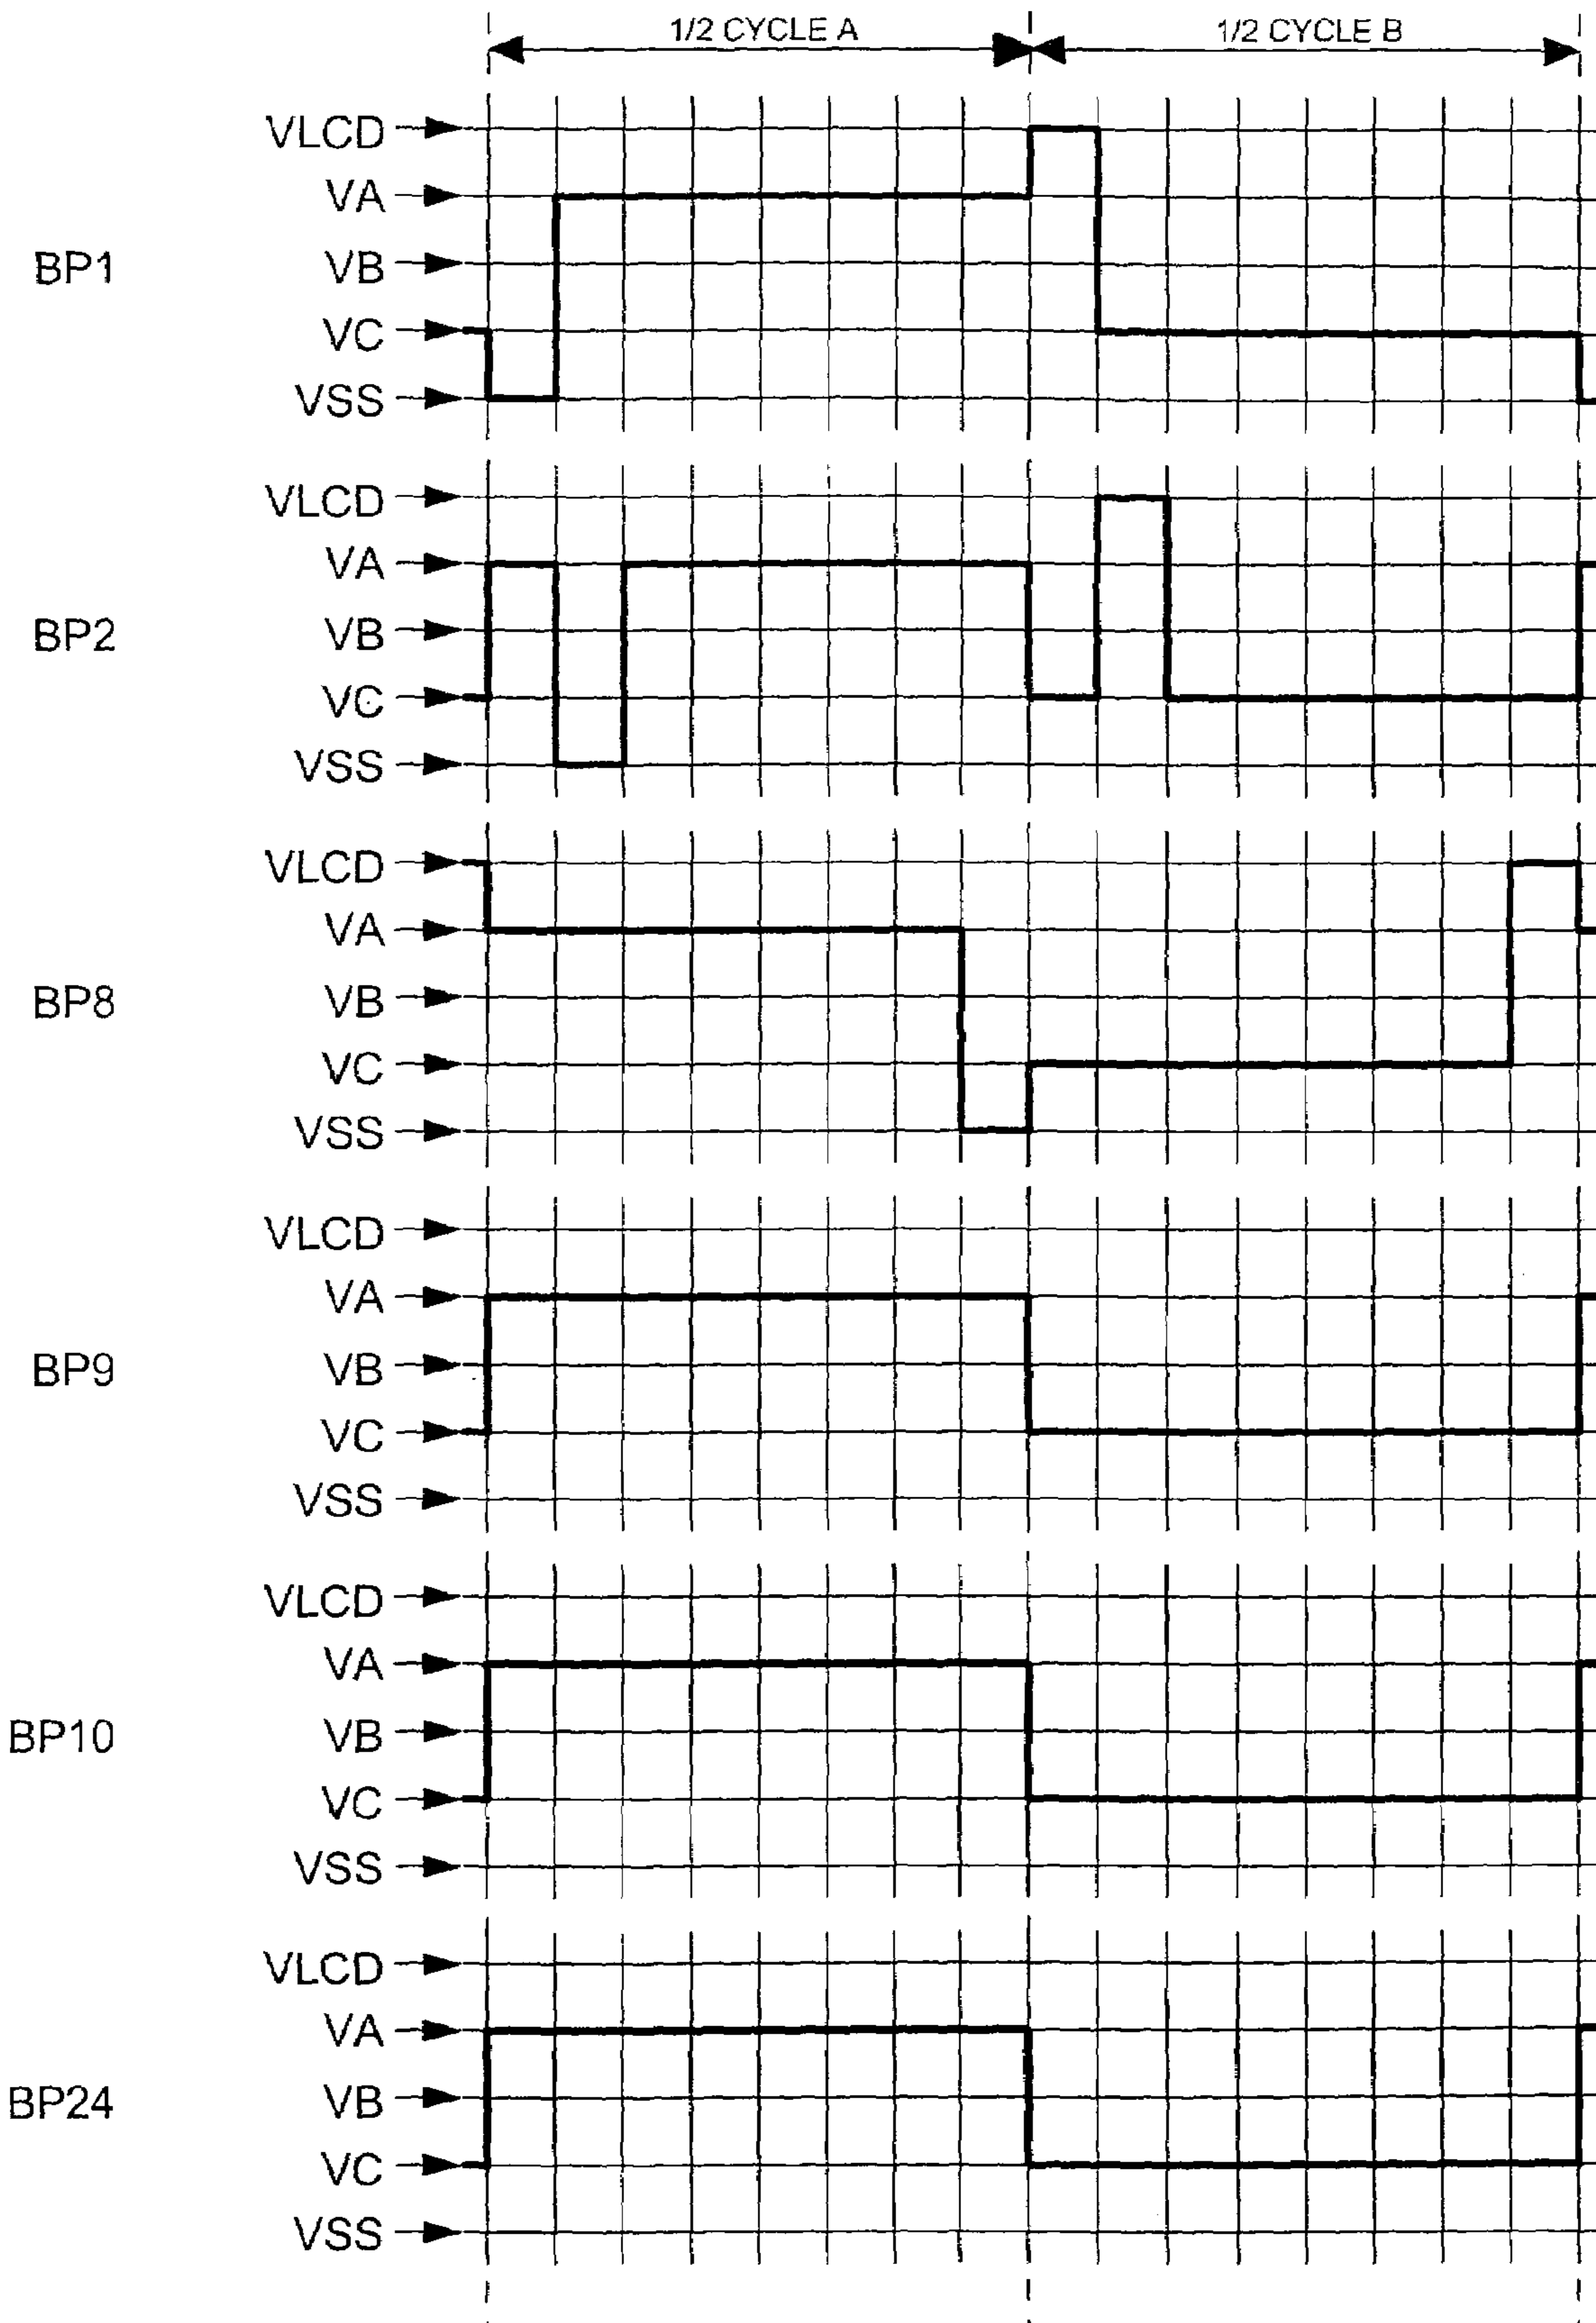 1/2 CYCLE A
1/2 CYCLE B
VLCD
VA
BP1
VB
VC
VSS
VLCD
VA
BP2
VB
VC
VSS
VLCD
VA
BP8
VB
VC
VSS
VLCD
VA
BP9
VB
VC
VSS
VLCD
VA
BP10
VB
VC
VSS
VLCD
VA
BP24
VB
VC
VSS